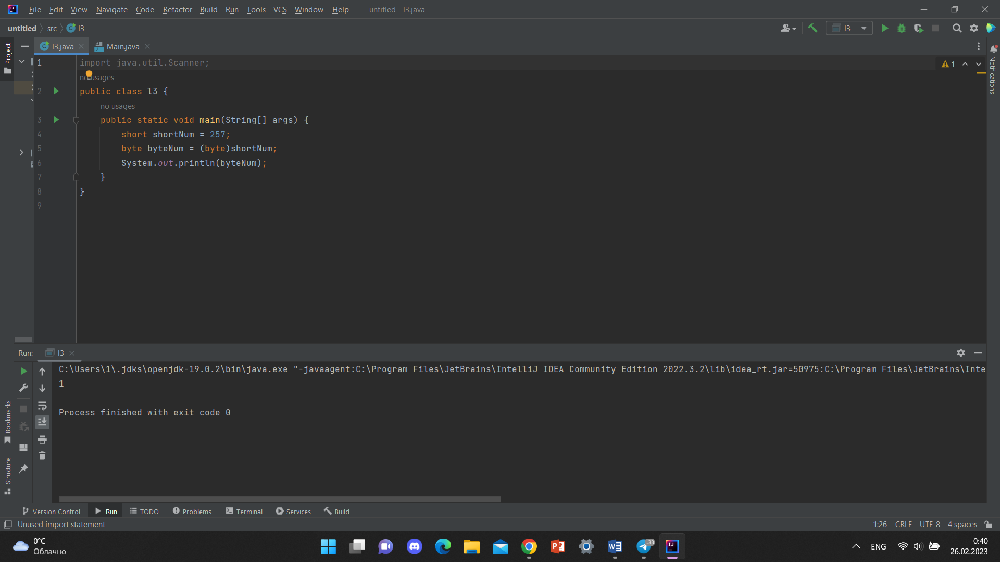 File Edit View Navigate Code Refactor Build Run Tools VCS Window Help untitled - l3.java
untitled src l3
l3
l3.java Main.java
Project
Notifications
1 import java.util.Scanner;
1
no usages
2 public class l3 {
no usages
3 public static void main(String[] args) {
4 short shortNum = 257;
5 byte byteNum = (byte)shortNum;
6 System.out.println(byteNum);
7 }
8 }
9
Run: l3
C:\Users\1\.jdks\openjdk-19.0.2\bin\java.exe "-javaagent:C:\Program Files\JetBrains\IntelliJ IDEA Community Edition 2022.3.2\lib\idea_rt.jar=50975:C:\Program Files\JetBrains\Inte
1
Process finished with exit code 0
Bookmarks
Structure
Version Control Run TODO Problems Terminal Services Build
Unused import statement 1:26 CRLF UTF-8 4 spaces
0°C
Облачно
33
ENG
0:40
26.02.2023